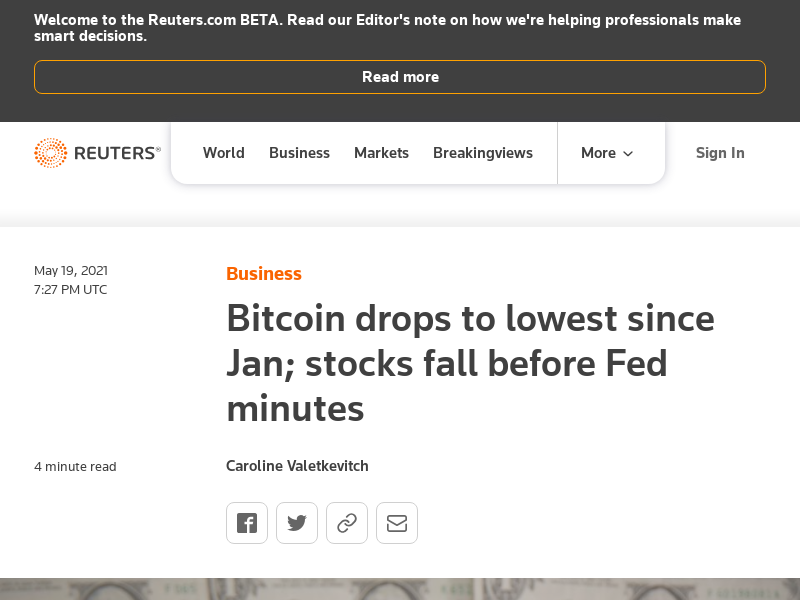 Welcome to the Reuters.com BETA. Read our Editor's note on how we're helping professionals make
smart decisions.
Read more
REUTERS®
World
Business
Markets
Breakingviews
More
Sign In
May 19, 2021
7:27 PM UTC
Business
Bitcoin drops to lowest since
Jan; stocks fall before Fed
minutes
4 minute read
Caroline Valetkevitch